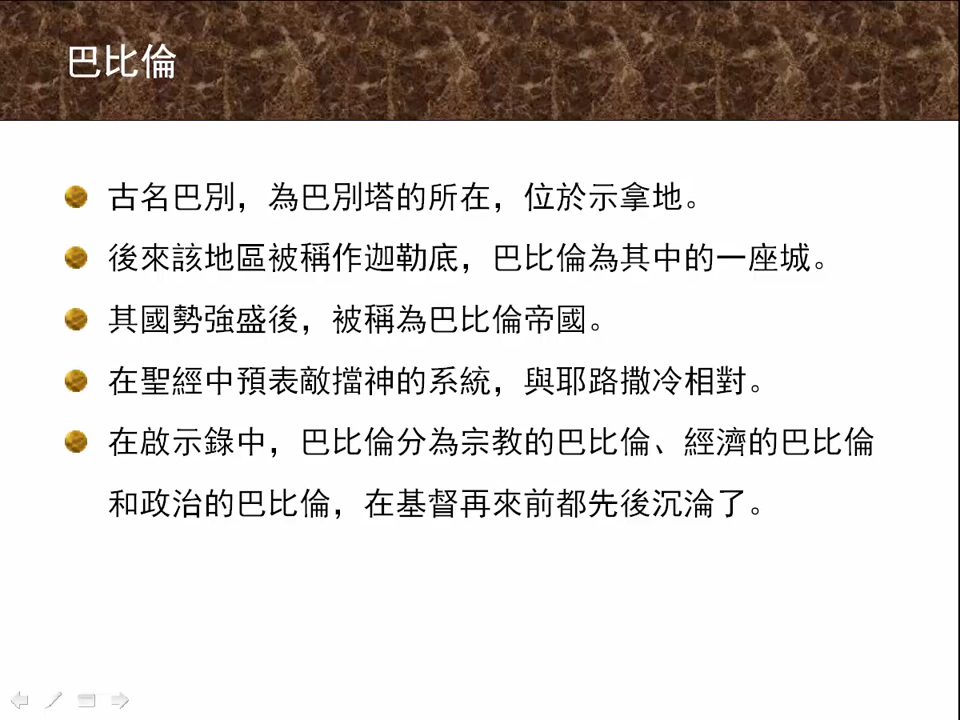 巴比倫
古名巴別，為巴別塔的所在，位於示拿地。
後來該地區被稱作迦勒底，巴比倫為其中的一座城。
其國勢強盛後，被稱為巴比倫帝國。
在聖經中預表敵擋神的系統，與耶路撒冷相對。
在啟示錄中，巴比倫分為宗教的巴比倫、經濟的巴比倫
和政治的巴比倫，在基督再來前都先後沉淪了。